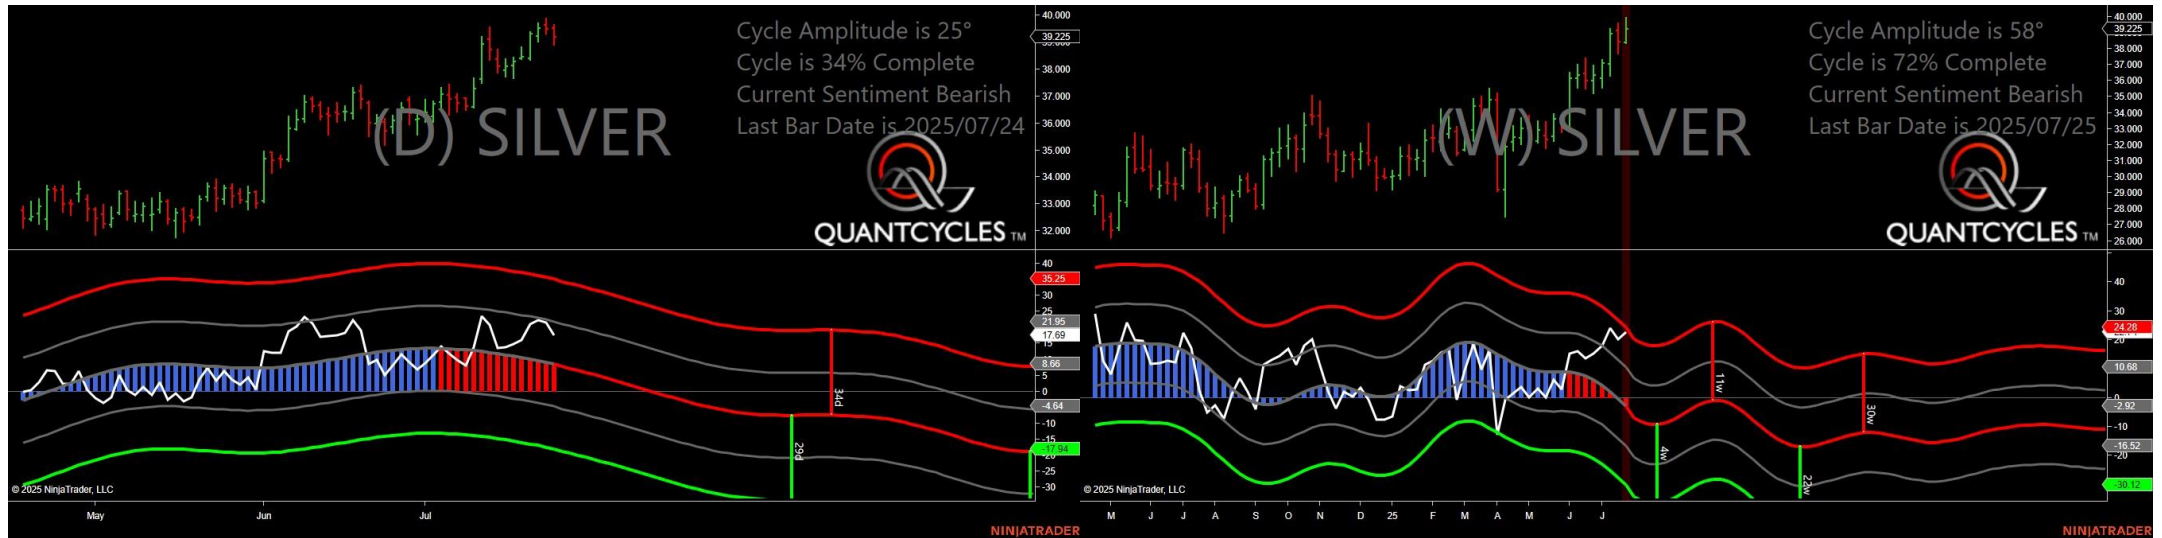 Cycle Amplitude is 25°
Cycle is 34% Complete
Current Sentiment Bearish
Last Bar Date is 2025/07/24
(D) SILVER
QUANTCYCLES TM
40.000
39.225
38.000
37.000
36.000
35.000
34.000
33.000
32.000
40
35.25
30
25
21.95
17.69
15
8.66
5
0
-4.64
-10
-15
-17.94
-20
-25
-30
34d
29d
© 2025 NinjaTrader, LLC
May Jun Jul
NINJATRADER
Cycle Amplitude is 58°
Cycle is 72% Complete
Current Sentiment Bearish
Last Bar Date is 2025/07/25
(W) SILVER
QUANTCYCLES TM
40.000
39.225
38.000
37.000
36.000
35.000
34.000
33.000
32.000
31.000
30.000
29.000
28.000
27.000
26.000
40
30
24.28
20
10.68
0
-2.92
-10
-16.52
-20
-30.12
11w
30w
4w
22w
© 2025 NinjaTrader, LLC
M J J A S O N D 25 F M A M J J
NINJATRADER